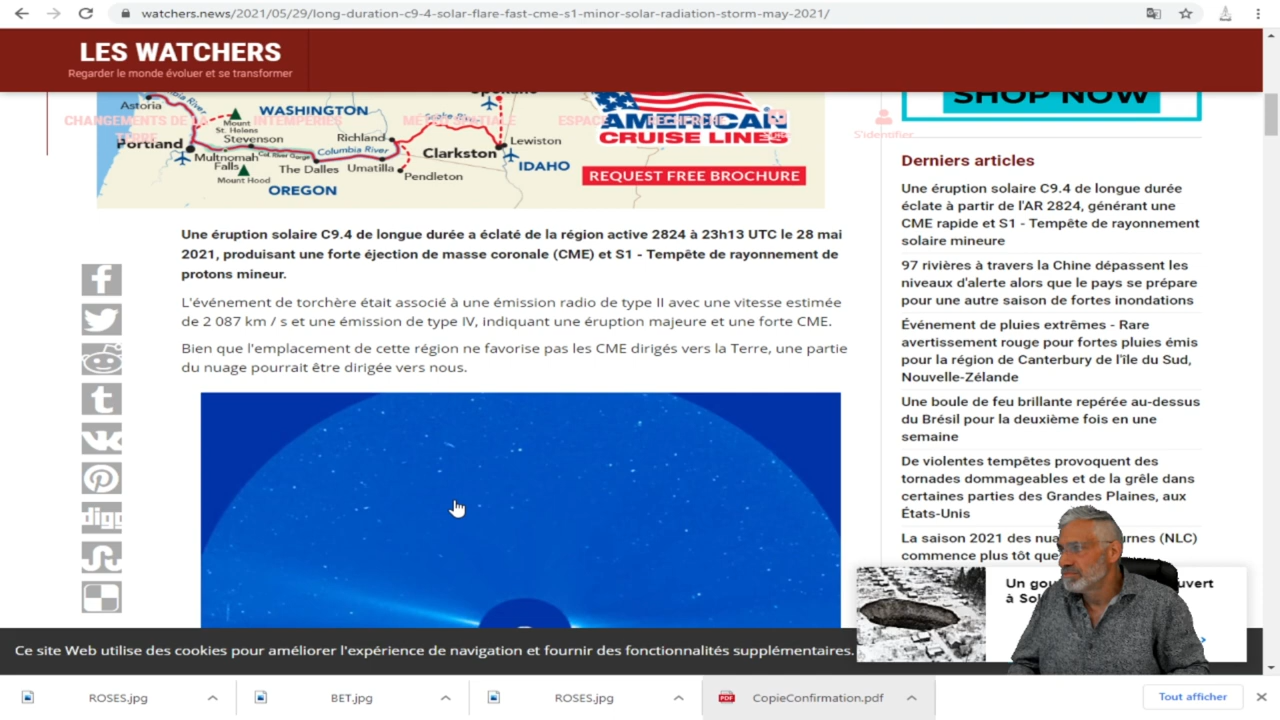 watchers.news/2021/05/29/long-duration-c9-4-solar-flare-fast-cme-s1-minor-solar-radiation-storm-may-2021/
LES WATCHERS
Regarder le monde évoluer et se transformer
CHANGEMENTS DE LA TERRE
INTEMPÉRIES
ESPACE
S'identifier
Astoria
WASHINGTON
Mount
St. Helens
Stevenson
Richland
Snake Riv.
Lewiston
Portland
Multnomah
Falls
Columbia River
Clarkston
IDAHO
The Dalles
Umatilla
Mount Hood
Pendleton
OREGON
AMERICAN
CRUISE LINES
REQUEST FREE BROCHURE
SHOP NOW
Une éruption solaire C9.4 de longue durée a éclaté de la région active 2824 à 23h13 UTC le 28 mai
2021, produisant une forte éjection de masse coronale (CME) et S1 - Tempête de rayonnement de
protons mineur.
L'événement de torchère était associé à une émission radio de type II avec une vitesse estimée
de 2 087 km / s et une émission de type IV, indiquant une éruption majeure et une forte CME.
Bien que l'emplacement de cette région ne favorise pas les CME dirigés vers la Terre, une partie
du nuage pourrait être dirigée vers nous.
digg
Derniers articles
Une éruption solaire C9.4 de longue durée
éclate à partir de l'AR 2824, générant une
CME rapide et S1 - Tempête de rayonnement
solaire mineure
97 rivières à travers la Chine dépassent les
niveaux d'alerte alors que le pays se prépare
pour une autre saison de fortes inondations
Événement de pluies extrêmes - Rare
avertissement rouge pour fortes pluies émis
pour la région de Canterbury de l'île du Sud,
Nouvelle-Zélande
Une boule de feu brillante repérée au-dessus
du Brésil pour la deuxième fois en une
semaine
De violentes tempêtes provoquent des
tornades dommageables et de la grêle dans
certaines parties des Grandes Plaines, aux
États-Unis
La saison 2021 des (NLC)
commence plus tôt
Un
à
Ce site Web utilise des cookies pour améliorer l'expérience de navigation et fournir des fonctionnalités supplémentaires.
ROSES.jpg
BET.jpg
ROSES.jpg
PDF
CopieConfirmation.pdf
Tout afficher